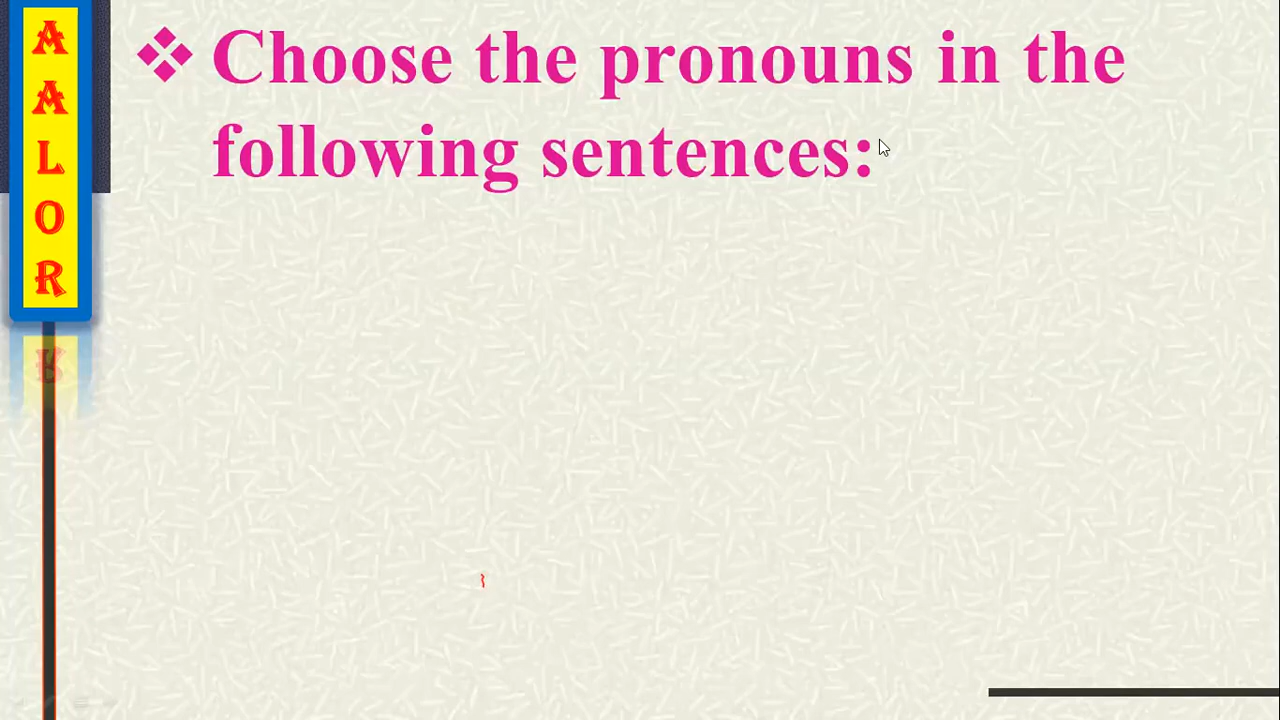 A
A
L
O
R
❖ Choose the pronouns in the
following sentences: